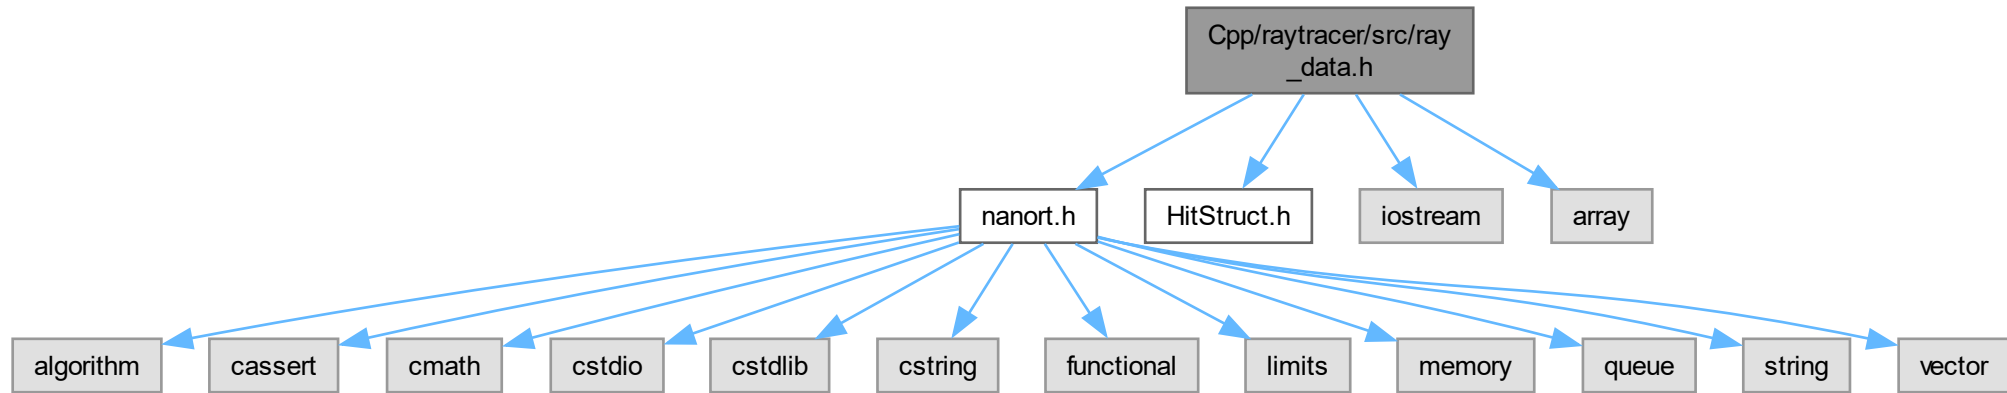 Cpp/raytracer/src/ray
_data.h
nanort.h
HitStruct.h
iostream
array
algorithm
cassert
cmath
cstdio
cstdlib
cstring
functional
limits
memory
queue
string
vector